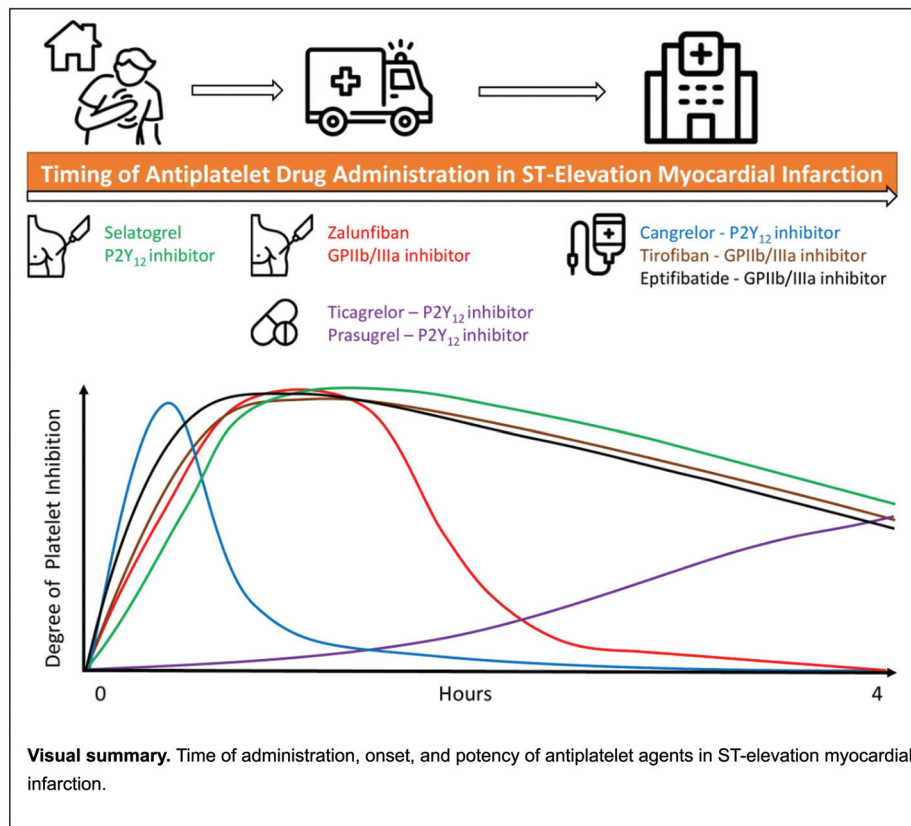 Timing of Antiplatelet Drug Administration in ST-Elevation Myocardial Infarction
Selatogrel
P2Y₁₂ inhibitor
Zalunfiban
GPIIb/IIIa inhibitor
Ticagrelor – P2Y₁₂ inhibitor
Prasugrel – P2Y₁₂ inhibitor
Cangrelor - P2Y₁₂ inhibitor
Tirofiban - GPIIb/IIIa inhibitor
Eptifibatide - GPIIb/IIIa inhibitor
Degree of Platelet Inhibition
0
Hours
4
Visual summary. Time of administration, onset, and potency of antiplatelet agents in ST-elevation myocardial
infarction.